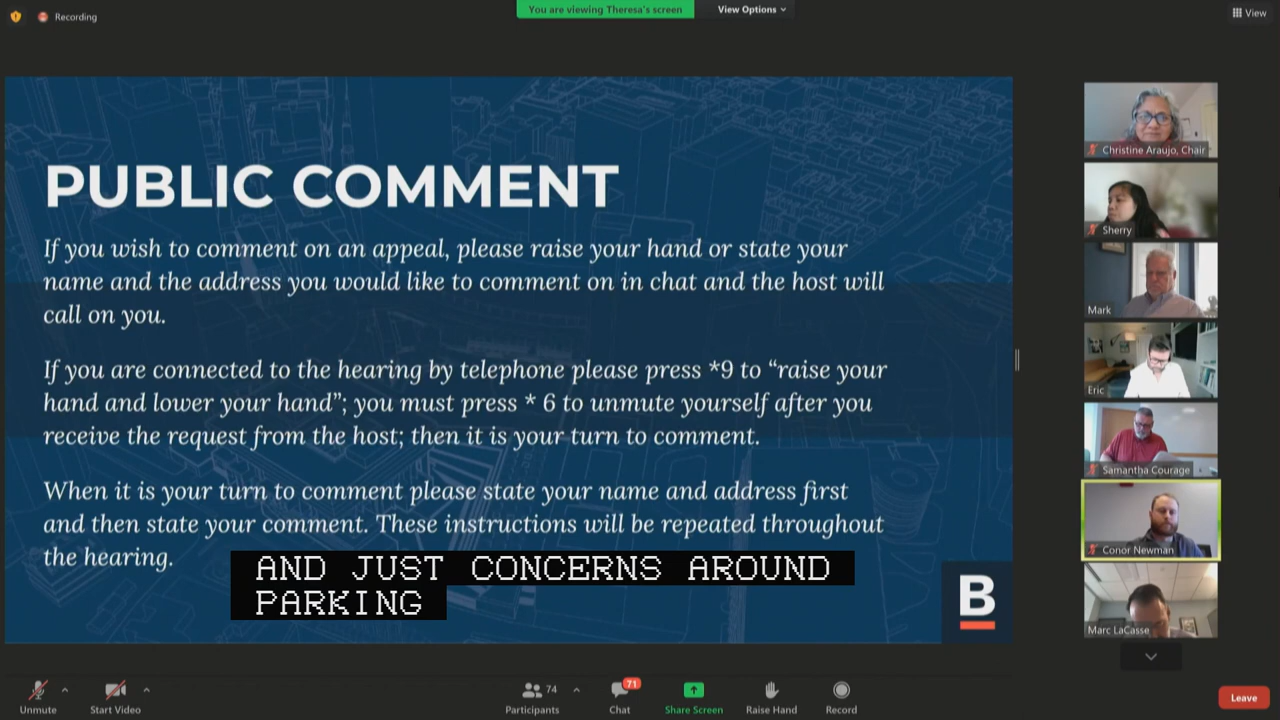 Recording
You are viewing Theresa's screen
View Options
View
PUBLIC COMMENT
If you wish to comment on an appeal, please raise your hand or state your
name and the address you would like to comment on in chat and the host will
call on you.
If you are connected to the hearing by telephone please press *9 to “raise your
hand and lower your hand”; you must press * 6 to unmute yourself after you
receive the request from the host; then it is your turn to comment.
When it is your turn to comment please state your name and address first
and then state your comment. These instructions will be repeated throughout
the hearing.
AND JUST CONCERNS AROUND
PARKING
B
Christine Araujo, Chair
Sherry
Mark
Eric
Samantha Courage
Conor Newman
Marc LaCasse
Unmute
Start Video
74
Participants
71
Chat
Share Screen
Raise Hand
Record
Leave